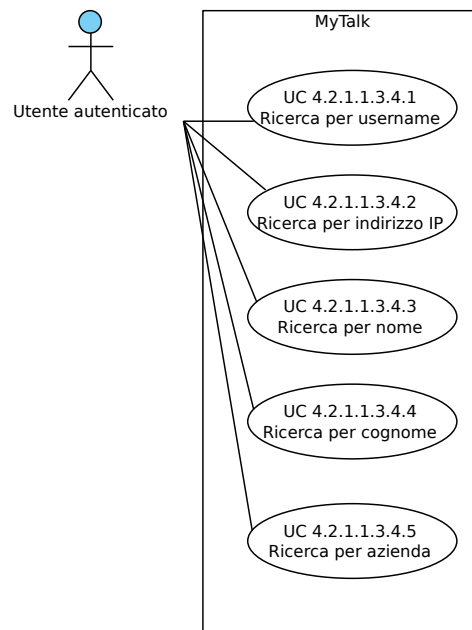 MyTalk
Utente autenticato
UC 4.2.1.1.3.4.1
Ricerca per username
UC 4.2.1.1.3.4.2
Ricerca per indirizzo IP
UC 4.2.1.1.3.4.3
Ricerca per nome
UC 4.2.1.1.3.4.4
Ricerca per cognome
UC 4.2.1.1.3.4.5
Ricerca per azienda